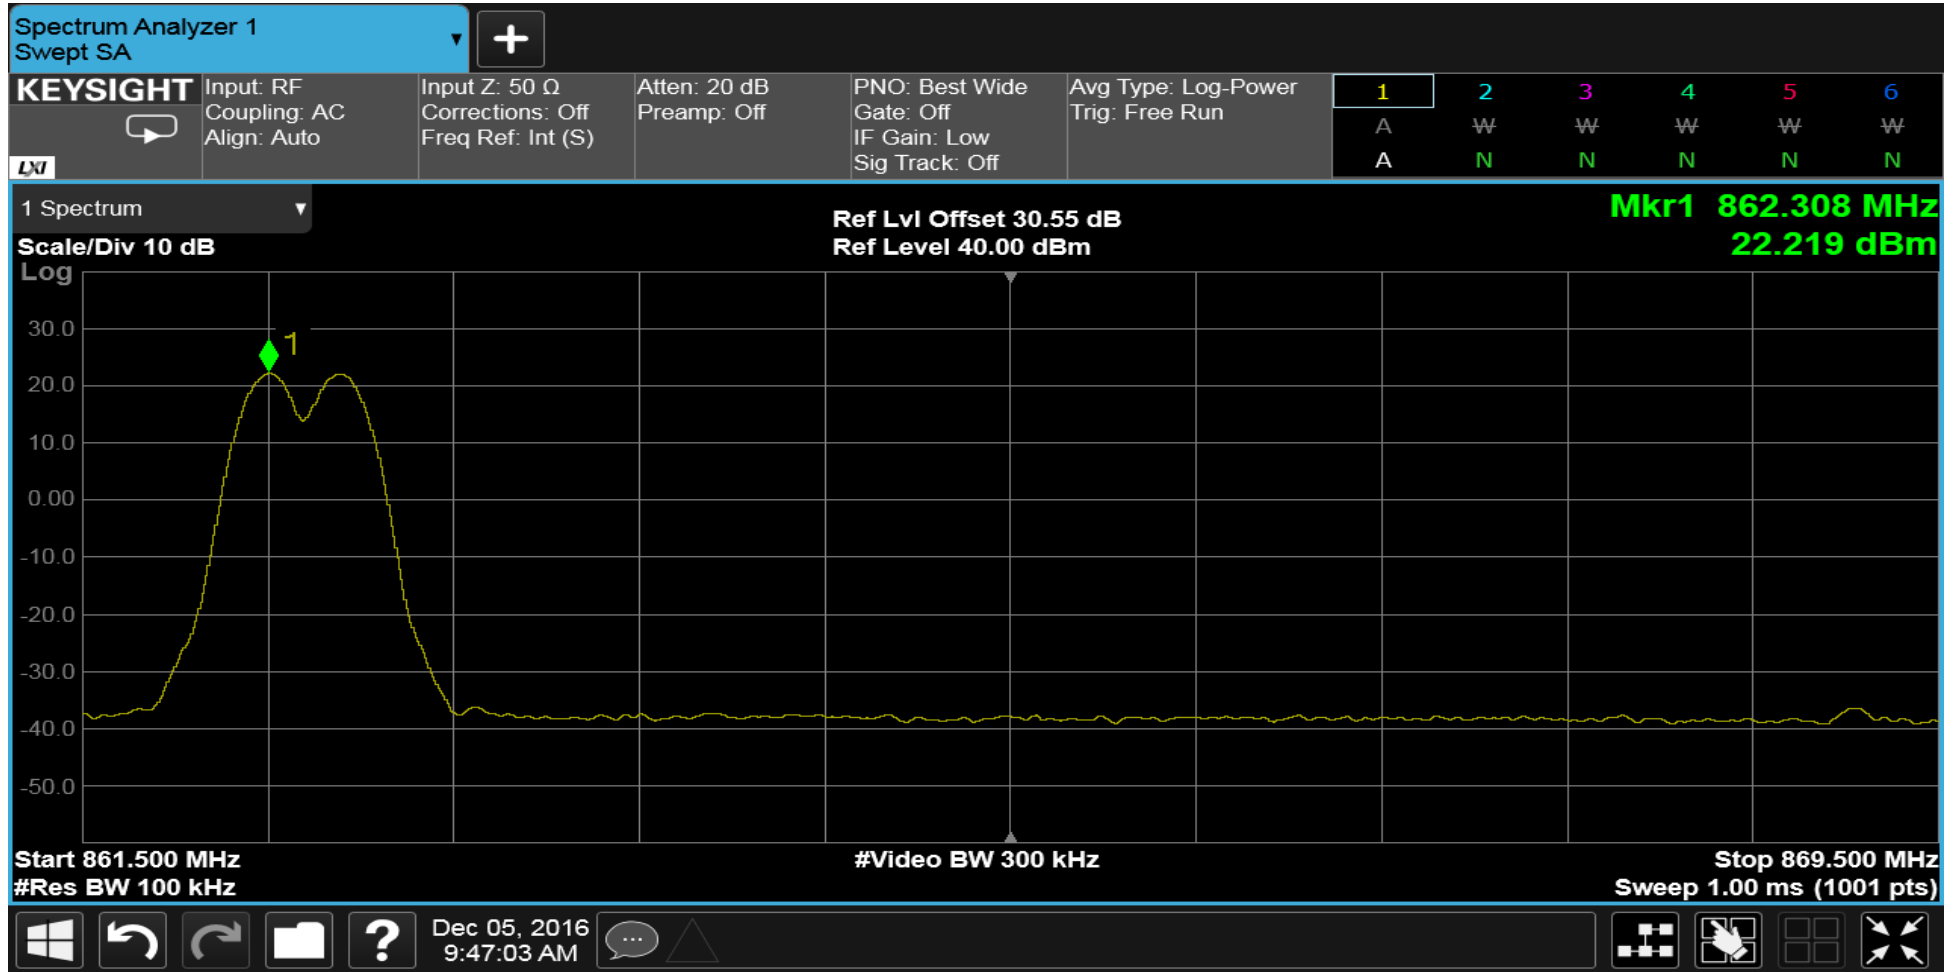 Spectrum Analyzer 1
Swept SA
KEYSIGHT
LXI
Input: RF
Coupling: AC
Align: Auto
Input Z: 50 Ω
Corrections: Off
Freq Ref: Int (S)
Atten: 20 dB
Preamp: Off
PNO: Best Wide
Gate: Off
IF Gain: Low
Sig Track: Off
Avg Type: Log-Power
Trig: Free Run
1 2 3 4 5 6
A W W W W W
A N N N N N
1 Spectrum
Scale/Div 10 dB
Log
Ref Lvl Offset 30.55 dB
Ref Level 40.00 dBm
Mkr1 862.308 MHz
22.219 dBm
30.0
1
20.0
10.0
0.00
-10.0
-20.0
-30.0
-40.0
-50.0
Start 861.500 MHz
#Res BW 100 kHz
#Video BW 300 kHz
Stop 869.500 MHz
Sweep 1.00 ms (1001 pts)
?
Dec 05, 2016
9:47:03 AM